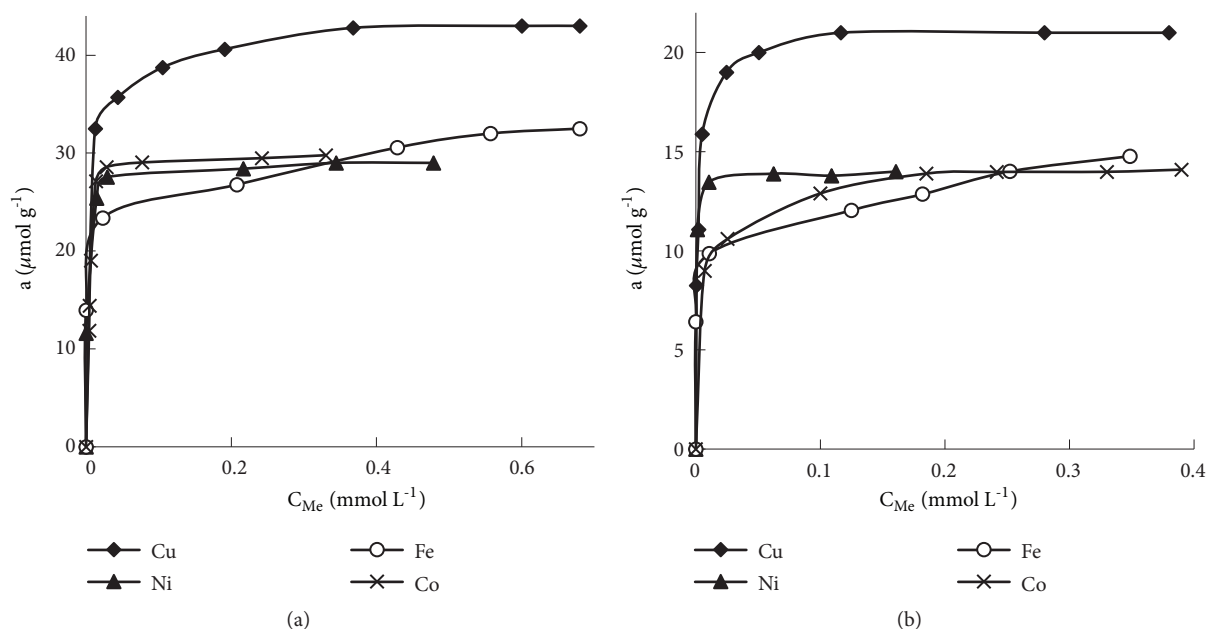 a (μmol g⁻¹)
40
30
20
10
0
0
0.2
0.4
0.6
C_Me (mmol L⁻¹)
Cu
Fe
Ni
Co
(a)
a (μmol g⁻¹)
20
15
10
5
0
0
0.1
0.2
0.3
0.4
C_Me (mmol L⁻¹)
Cu
Fe
Ni
Co
(b)